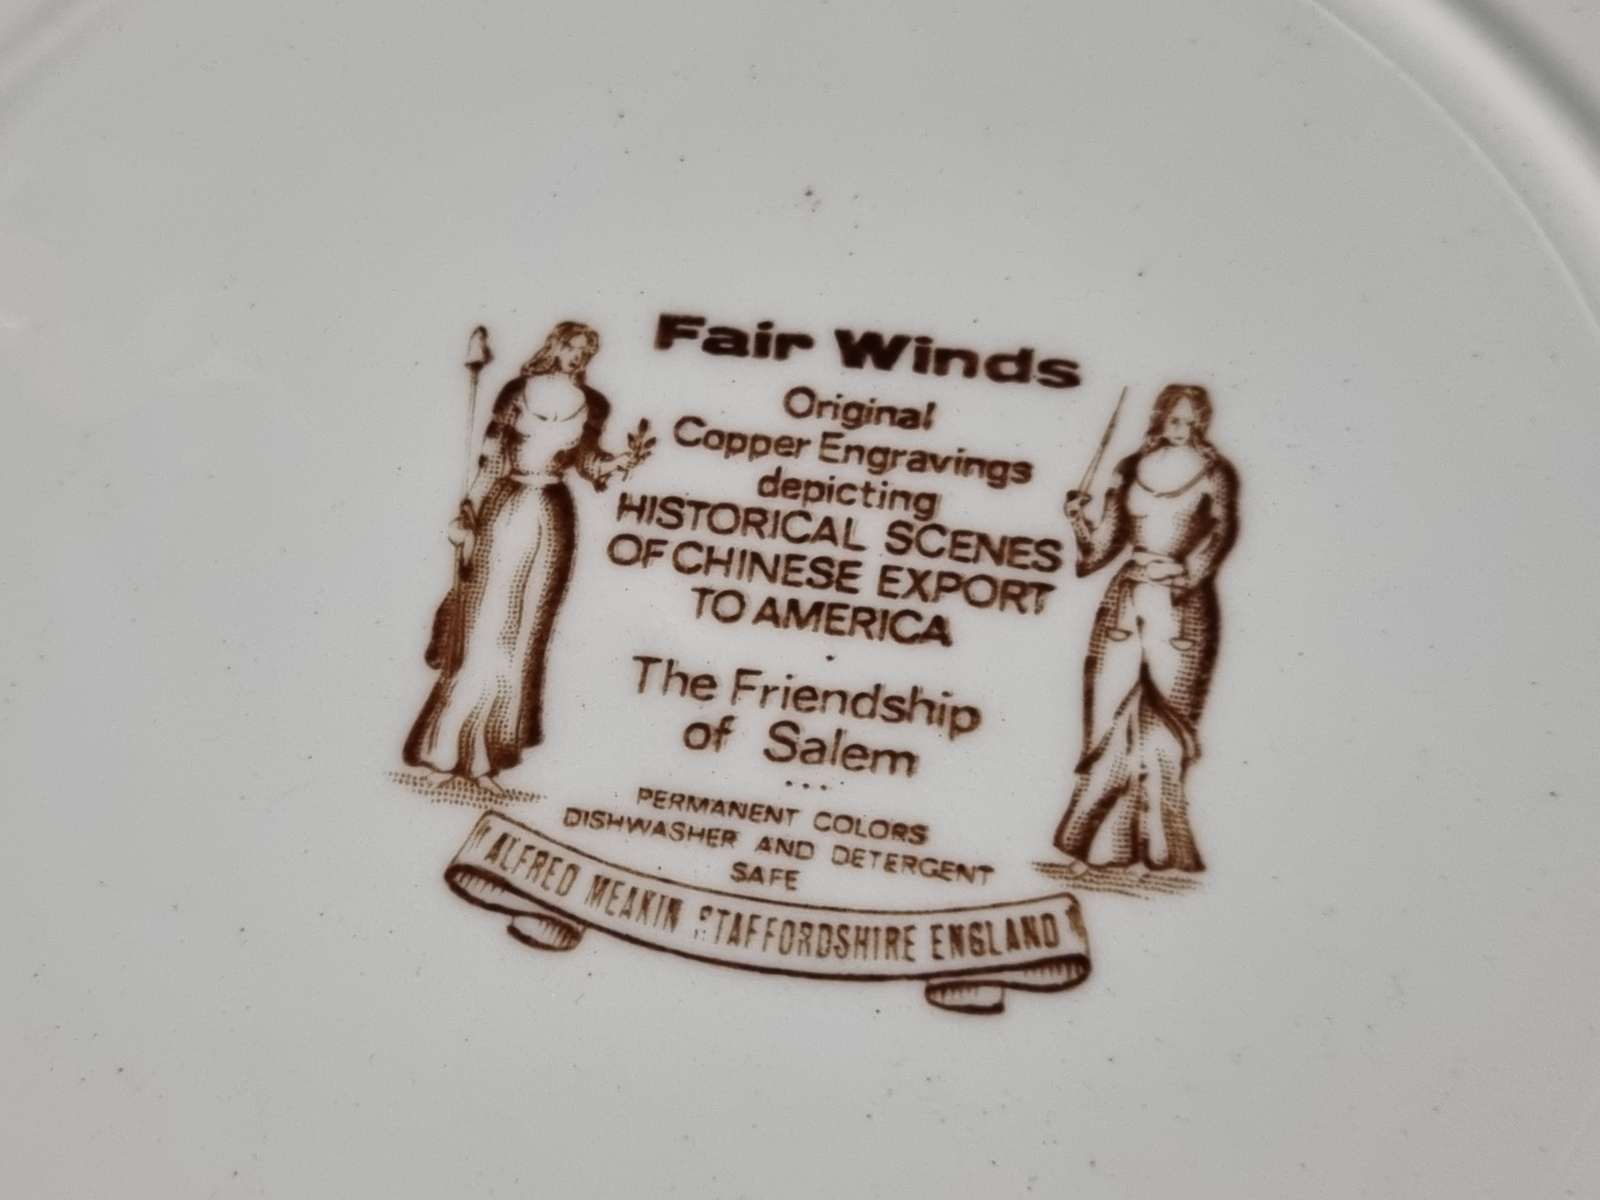 Fair Winds
Original
Copper Engravings
depicting
HISTORICAL SCENES
OF CHINESE EXPORT
TO AMERICA
The Friendship
of Salem
PERMANENT COLORS
DISHWASHER AND DETERGENT
SAFE
ALFRED MEAKIN STAFFORDSHIRE ENGLAND